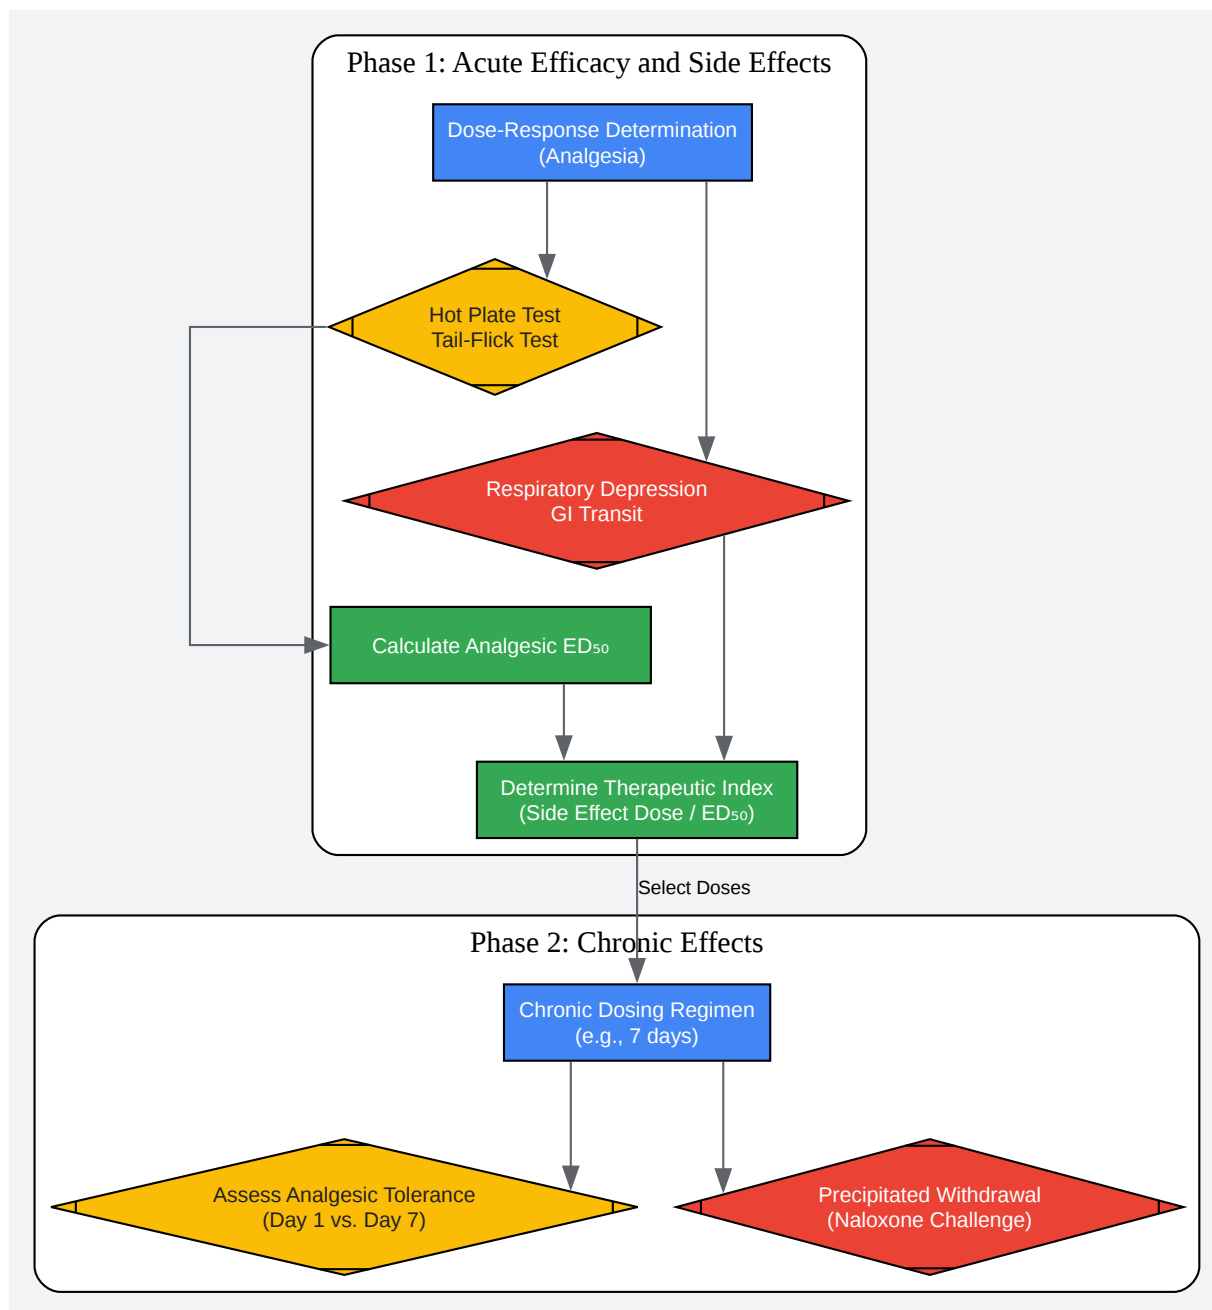 Phase 1: Acute Efficacy and Side Effects
Dose-Response Determination
(Analgesia)
Hot Plate Test
Tail-Flick Test
Respiratory Depression
GI Transit
Calculate Analgesic ED₅₀
Determine Therapeutic Index
(Side Effect Dose / ED₅₀)
Select Doses
Phase 2: Chronic Effects
Chronic Dosing Regimen
(e.g., 7 days)
Assess Analgesic Tolerance
(Day 1 vs. Day 7)
Precipitated Withdrawal
(Naloxone Challenge)